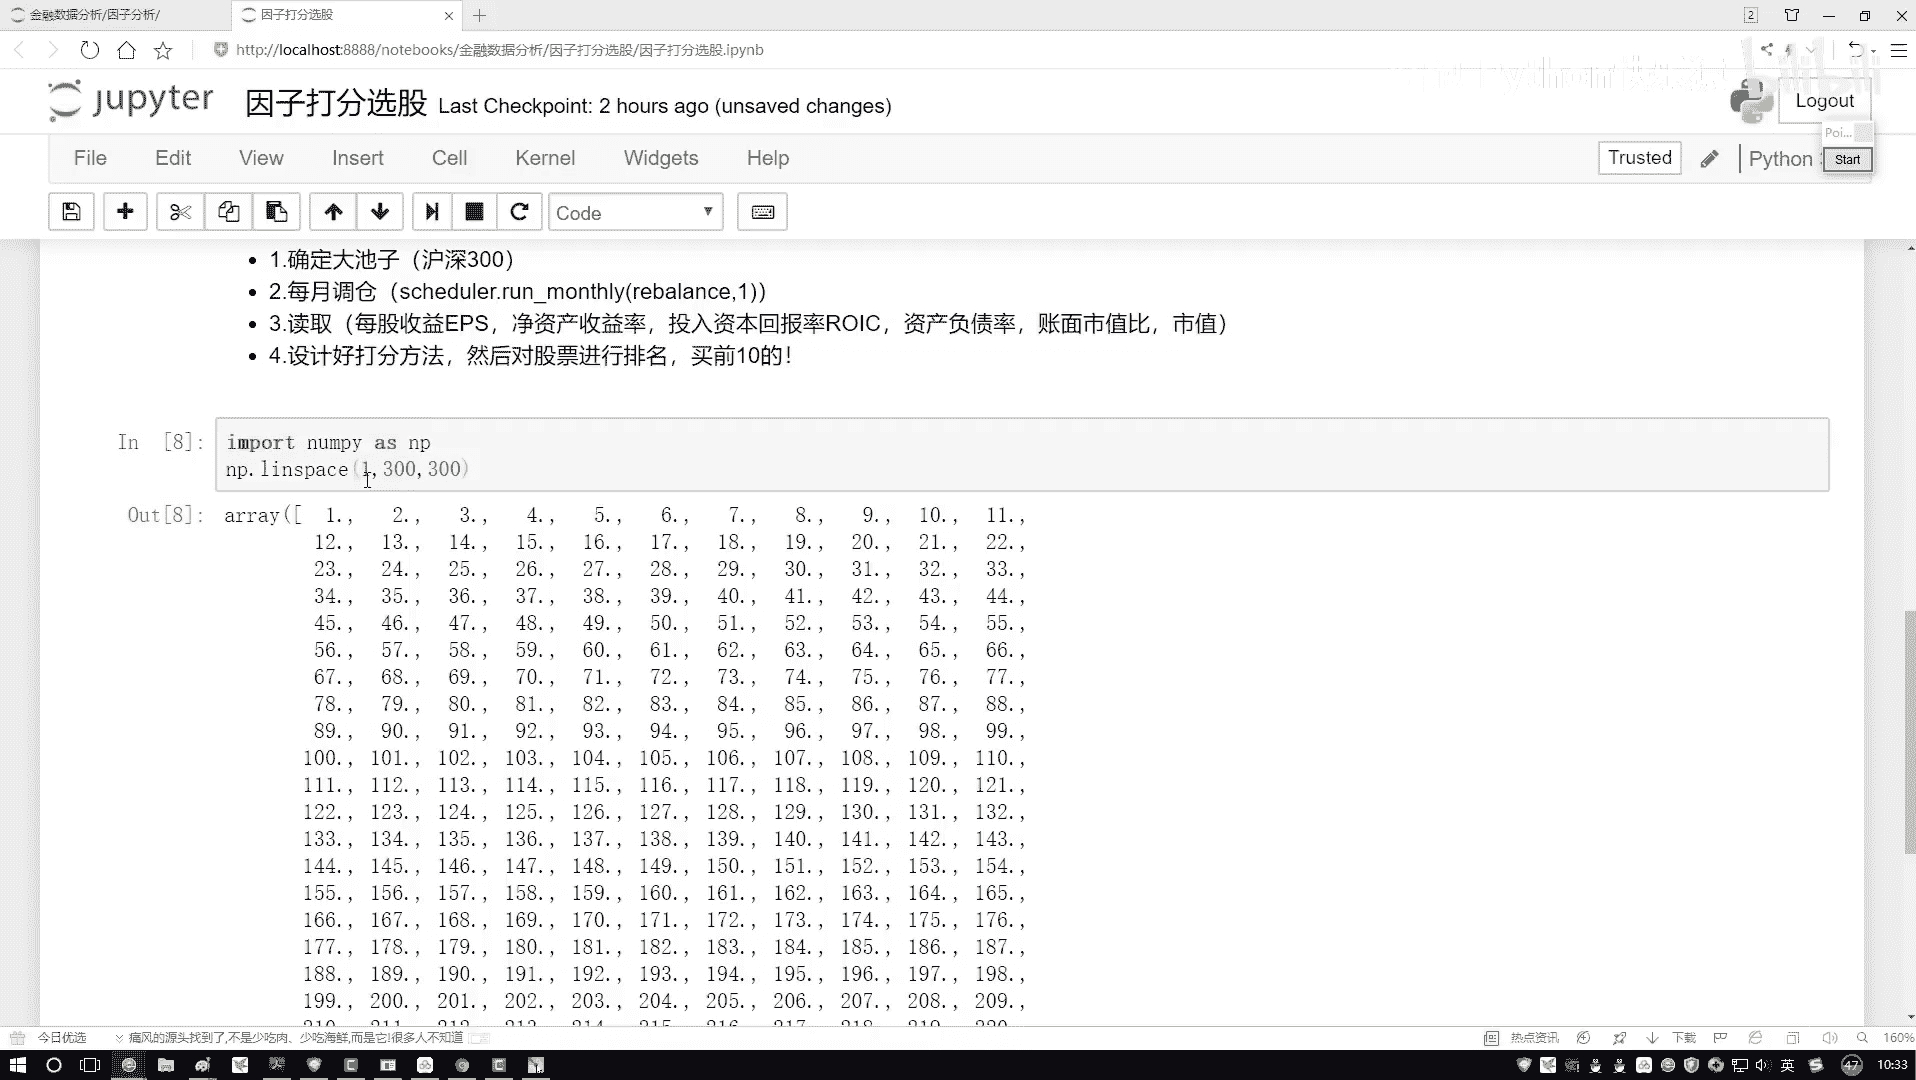 金融数据分析/因子分析/
因子打分选股
2
http://localhost:8888/notebooks/金融数据分析/因子打分选股/因子打分选股.ipynb
bilibili
jupyter 因子打分选股 Last Checkpoint: 2 hours ago (unsaved changes)
Logout
Poi...
File Edit View Insert Cell Kernel Widgets Help
Trusted
Python
Start
Code
1.确定大池子（沪深300）
2.每月调仓（scheduler.run_monthly(rebalance,1)）
3.读取（每股收益EPS，净资产收益率，投入资本回报率ROIC，资产负债率，账面市值比，市值）
4.设计好打分方法，然后对股票进行排名，买前10的！
In [8]: import numpy as np
np.linspace(1,300,300)
Out[8]: array([ 1., 2., 3., 4., 5., 6., 7., 8., 9., 10., 11.,
12., 13., 14., 15., 16., 17., 18., 19., 20., 21., 22.,
23., 24., 25., 26., 27., 28., 29., 30., 31., 32., 33.,
34., 35., 36., 37., 38., 39., 40., 41., 42., 43., 44.,
45., 46., 47., 48., 49., 50., 51., 52., 53., 54., 55.,
56., 57., 58., 59., 60., 61., 62., 63., 64., 65., 66.,
67., 68., 69., 70., 71., 72., 73., 74., 75., 76., 77.,
78., 79., 80., 81., 82., 83., 84., 85., 86., 87., 88.,
89., 90., 91., 92., 93., 94., 95., 96., 97., 98., 99.,
100., 101., 102., 103., 104., 105., 106., 107., 108., 109., 110.,
111., 112., 113., 114., 115., 116., 117., 118., 119., 120., 121.,
122., 123., 124., 125., 126., 127., 128., 129., 130., 131., 132.,
133., 134., 135., 136., 137., 138., 139., 140., 141., 142., 143.,
144., 145., 146., 147., 148., 149., 150., 151., 152., 153., 154.,
155., 156., 157., 158., 159., 160., 161., 162., 163., 164., 165.,
166., 167., 168., 169., 170., 171., 172., 173., 174., 175., 176.,
177., 178., 179., 180., 181., 182., 183., 184., 185., 186., 187.,
188., 189., 190., 191., 192., 193., 194., 195., 196., 197., 198.,
199., 200., 201., 202., 203., 204., 205., 206., 207., 208., 209.,
210., 211., 212., 213., 214., 215., 216., 217., 218., 219., 220.,
今日优选
痛风的源头找到了,不是少吃肉、少吃海鲜,而是它!很多人不知道
热点资讯
下载
160%
英
47
10:33